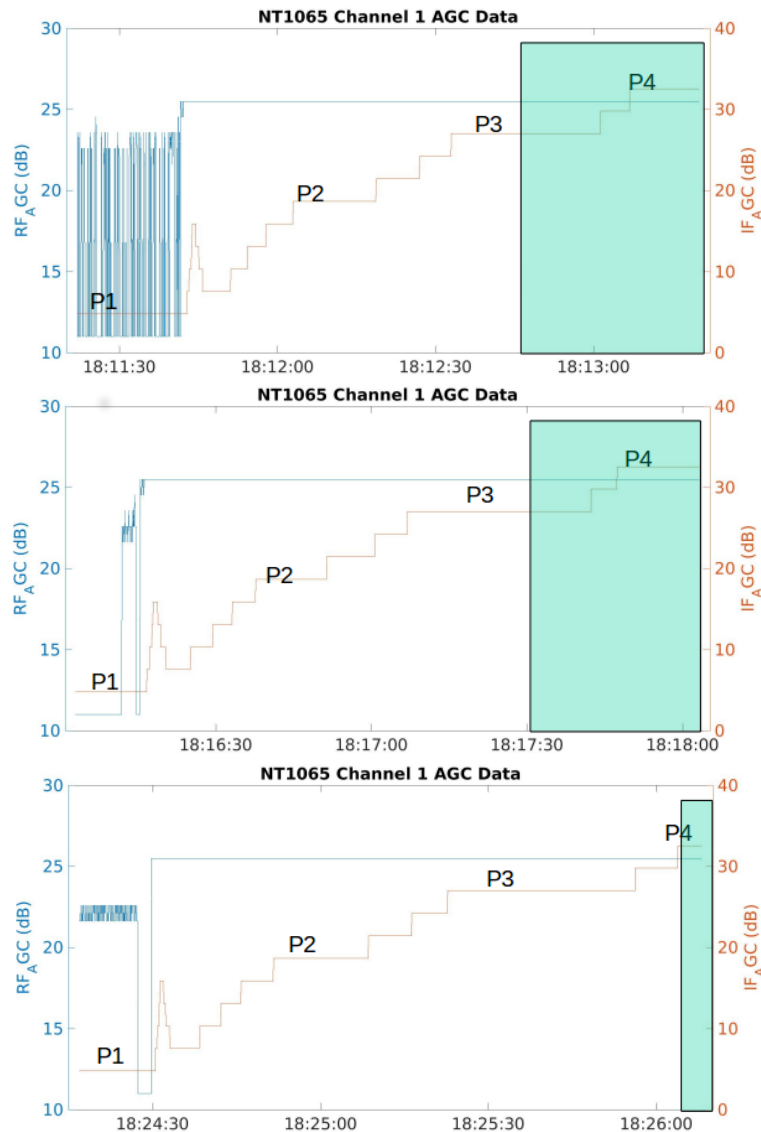 NT1065 Channel 1 AGC Data
30
25
20
15
10
RF_AGC (dB)
40
30
20
10
0
IF_AGC (dB)
P1
P2
P3
P4
18:11:30
18:12:00
18:12:30
18:13:00
NT1065 Channel 1 AGC Data
30
25
20
15
10
RF_AGC (dB)
40
30
20
10
0
IF_AGC (dB)
P1
P2
P3
P4
18:16:30
18:17:00
18:17:30
18:18:00
NT1065 Channel 1 AGC Data
30
25
20
15
10
RF_AGC (dB)
40
30
20
10
0
IF_AGC (dB)
P1
P2
P3
P4
18:24:30
18:25:00
18:25:30
18:26:00